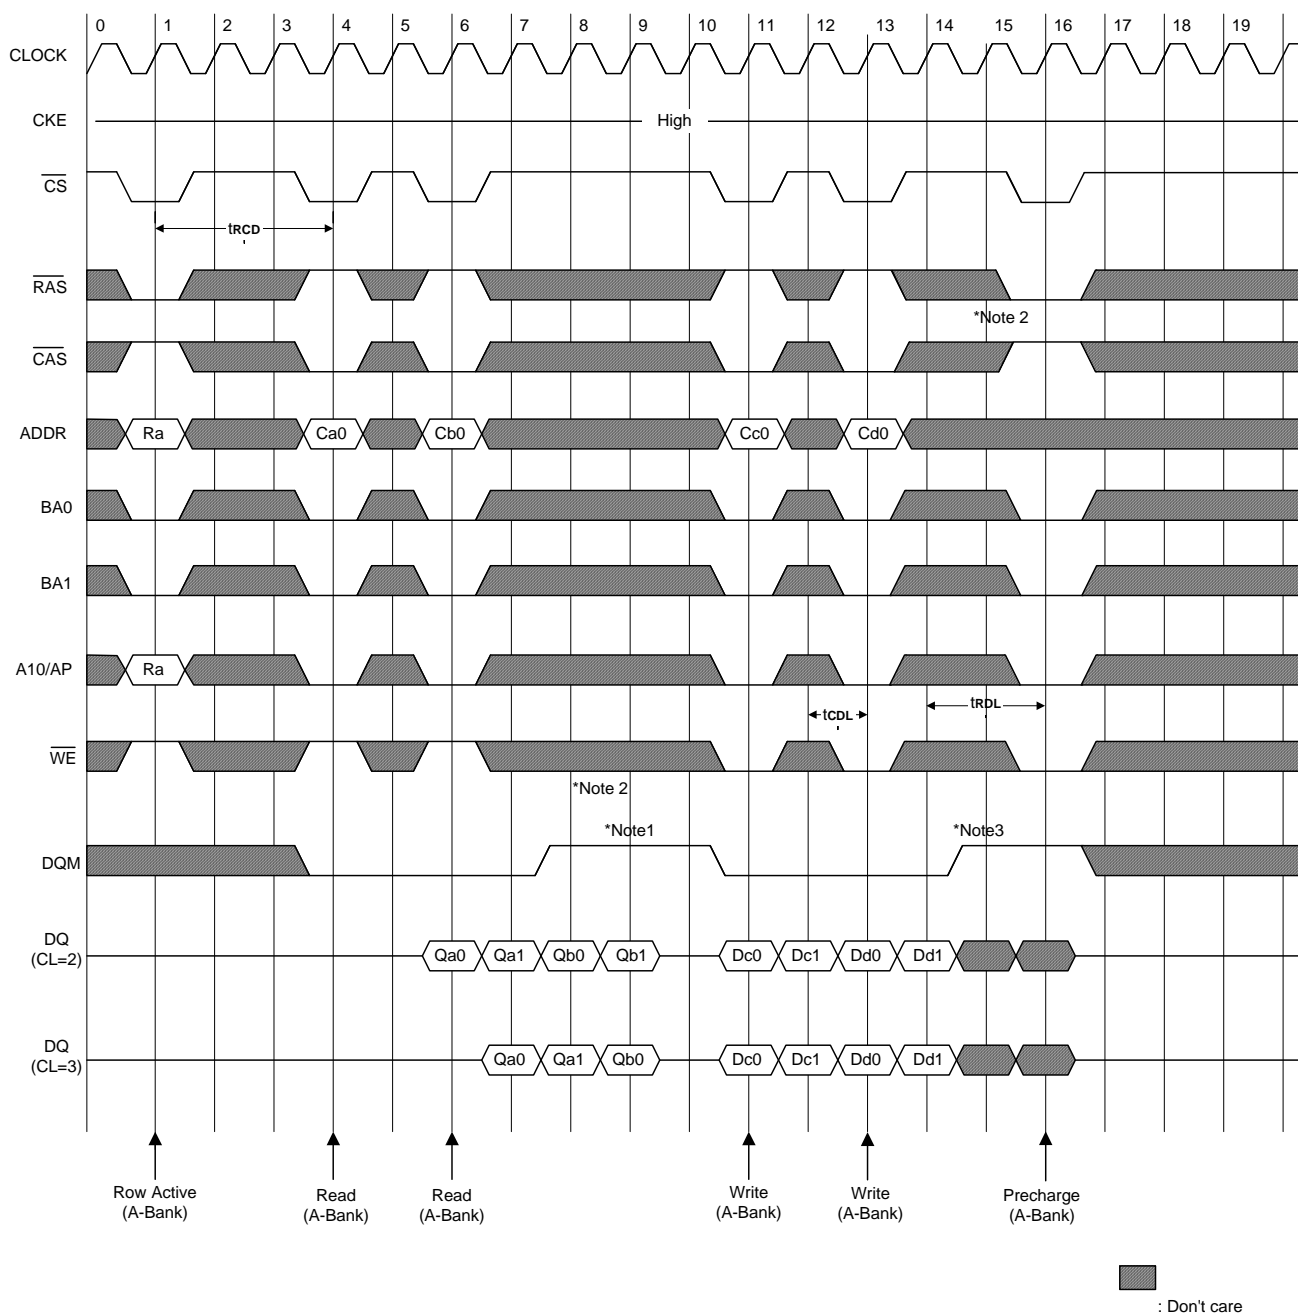 0 1 2 3 4 5 6 7 8 9 10 11 12 13 14 15 16 17 18 19
CLOCK
CKE High
CS
tRCD
RAS
*Note 2
CAS
ADDR Ra Ca0 Cb0 Cc0 Cd0
BA0
BA1
A10/AP Ra
tCDL tRDL
WE
*Note 2
*Note1 *Note3
DQM
DQ
(CL=2) Qa0 Qa1 Qb0 Qb1 Dc0 Dc1 Dd0 Dd1
DQ
(CL=3) Qa0 Qa1 Qb0 Dc0 Dc1 Dd0 Dd1
Row Active Read Read Write Write Precharge
(A-Bank) (A-Bank) (A-Bank) (A-Bank) (A-Bank) (A-Bank)
: Don't care